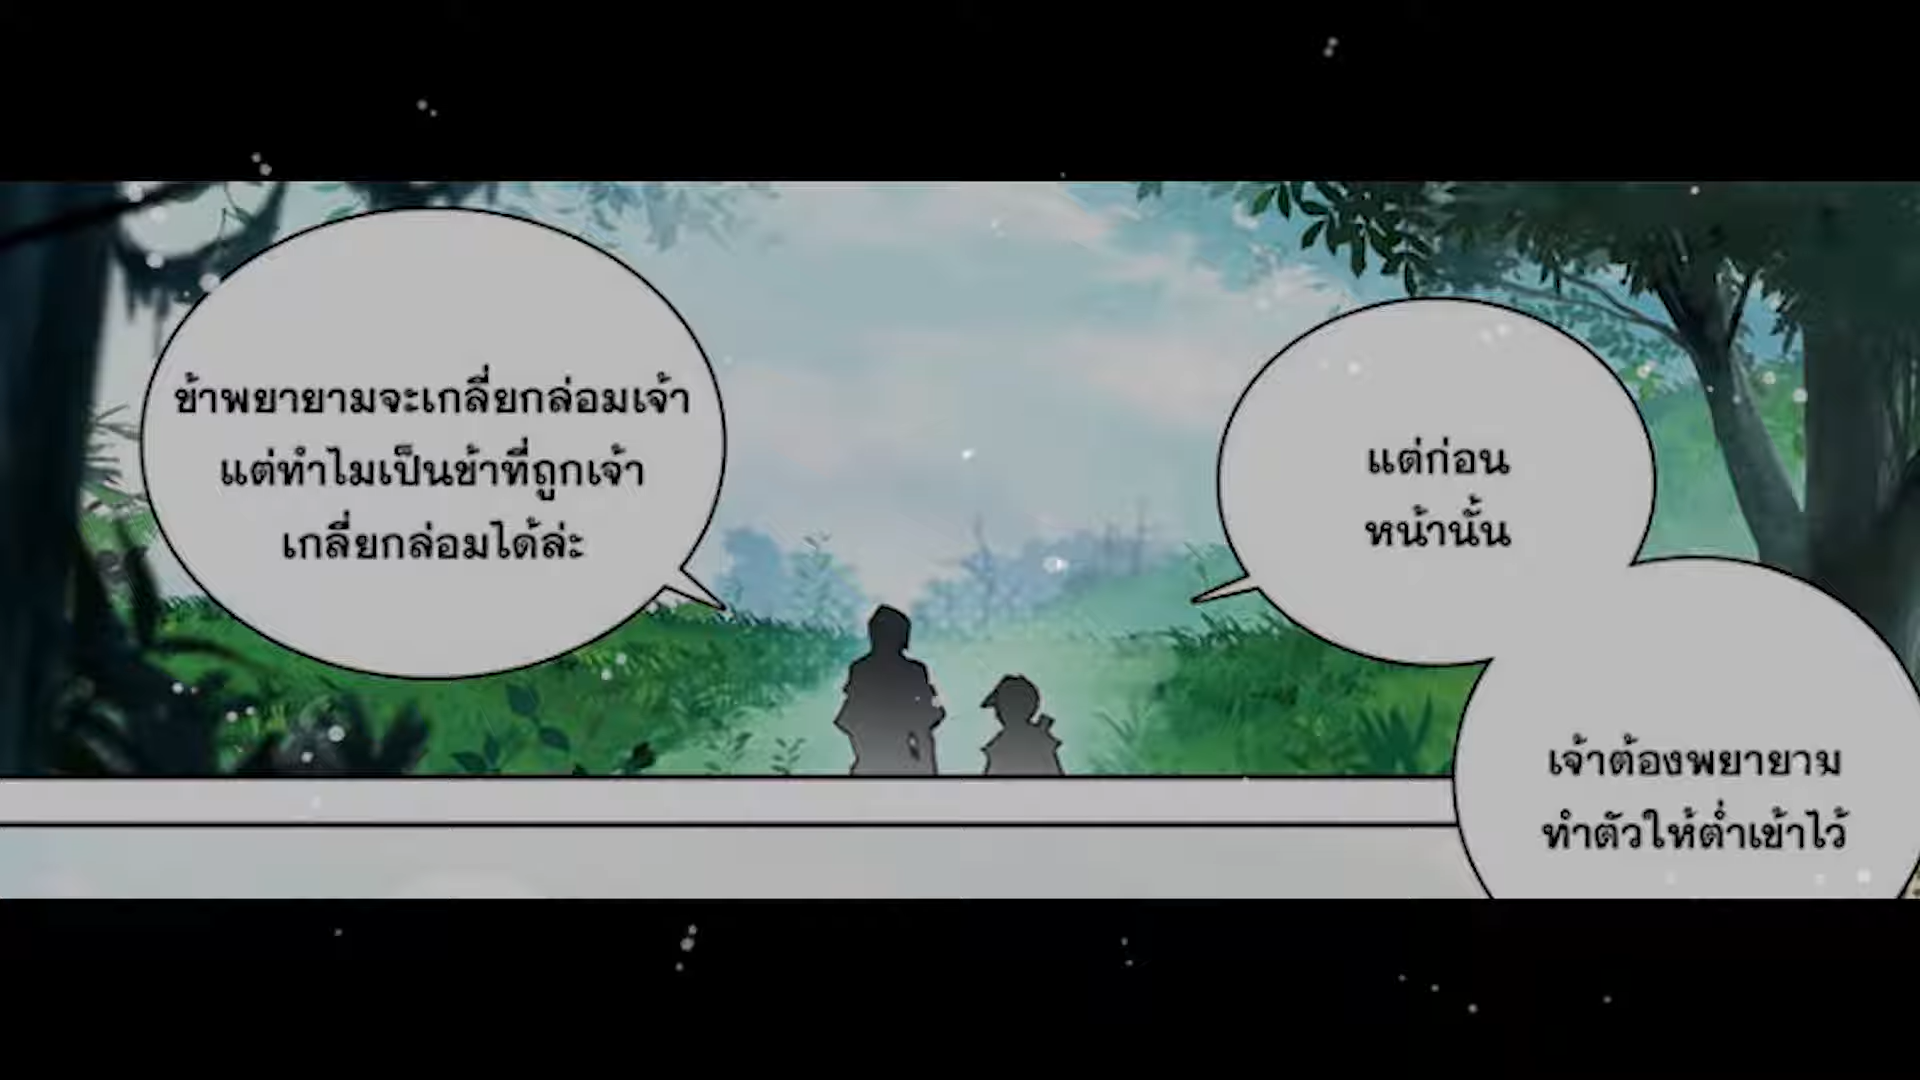 ข้าพยายามจะเกลี่ยกล่อมเจ้า
แต่ทำไมเป็นข้าที่ถูกเจ้า
เกลี่ยกล่อมได้ล่ะ
แต่ก่อน
หน้านั้น
เจ้าต้องพยายาม
ทำตัวให้ต่ำเข้าไว้